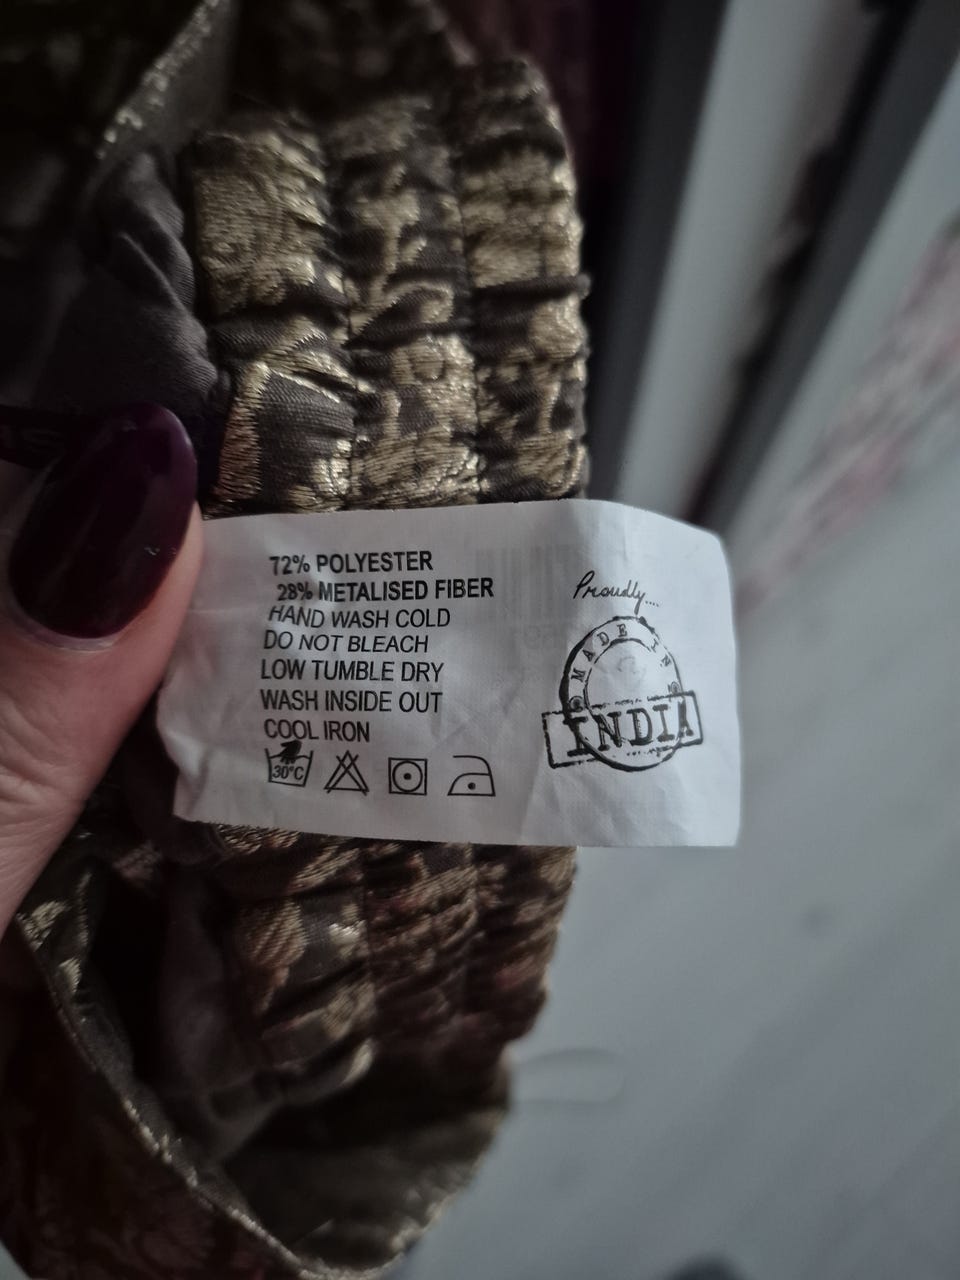 72% POLYESTER
28% METALISED FIBER
HAND WASH COLD
DO NOT BLEACH
LOW TUMBLE DRY
WASH INSIDE OUT
COOL IRON
30°C
Proudly....
MADE IN
INDIA